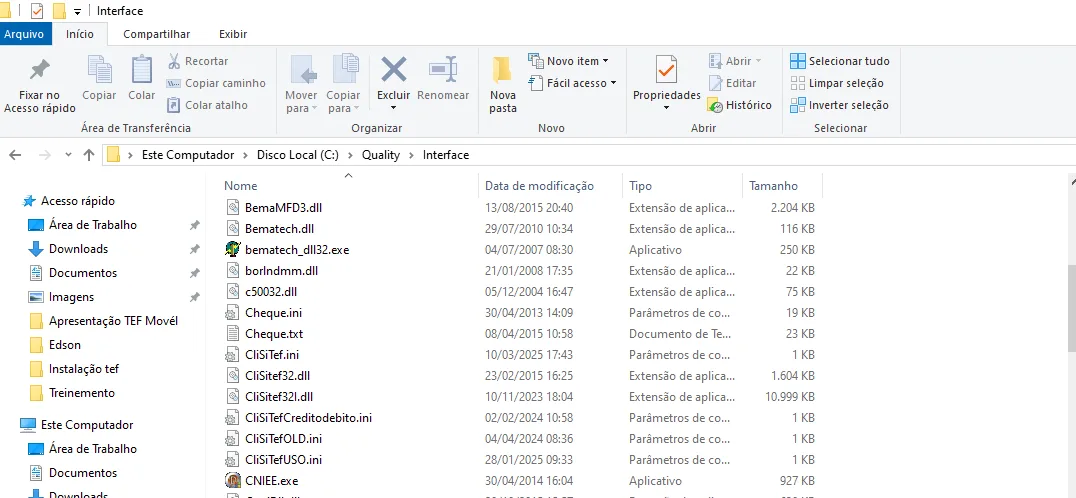 Interface
Arquivo Início Compartilhar Exibir
Fixar no Acesso rápido
Copiar
Colar
Recortar
Copiar caminho
Colar atalho
Área de Transferência
Mover para
Copiar para
Excluir
Renomear
Organizar
Nova pasta
Novo item
Fácil acesso
Novo
Propriedades
Abrir
Editar
Histórico
Abrir
Selecionar tudo
Limpar seleção
Inverter seleção
Selecionar
Este Computador > Disco Local (C:) > Quality > Interface
Acesso rápido
Área de Trabalho
Downloads
Documentos
Imagens
Apresentação TEF Movél
Edson
Instalação tef
Treinemento
Este Computador
Área de Trabalho
Documentos
Downloads
Nome Data de modificação Tipo Tamanho
BemaMFD3.dll 13/08/2015 20:40 Extensão de aplica... 2.204 KB
Bematech.dll 29/07/2010 10:34 Extensão de aplica... 116 KB
bematech_dll32.exe 04/07/2007 08:30 Aplicativo 250 KB
borlndmm.dll 21/01/2008 17:35 Extensão de aplica... 22 KB
c50032.dll 05/12/2004 16:47 Extensão de aplica... 75 KB
Cheque.ini 30/04/2013 14:09 Parâmetros de co... 19 KB
Cheque.txt 08/04/2015 10:58 Documento de Te... 23 KB
CliSiTef.ini 10/03/2025 17:43 Parâmetros de co... 1 KB
CliSitef32.dll 23/02/2015 16:25 Extensão de aplica... 1.604 KB
CliSitef32I.dll 10/11/2023 18:04 Extensão de aplica... 10.999 KB
CliSiTefCreditodebito.ini 02/02/2024 10:58 Parâmetros de co... 1 KB
CliSiTefOLD.ini 04/04/2024 08:36 Parâmetros de co... 1 KB
CliSiTefUSO.ini 28/01/2025 09:33 Parâmetros de co... 1 KB
CNIEE.exe 30/04/2014 16:04 Aplicativo 927 KB